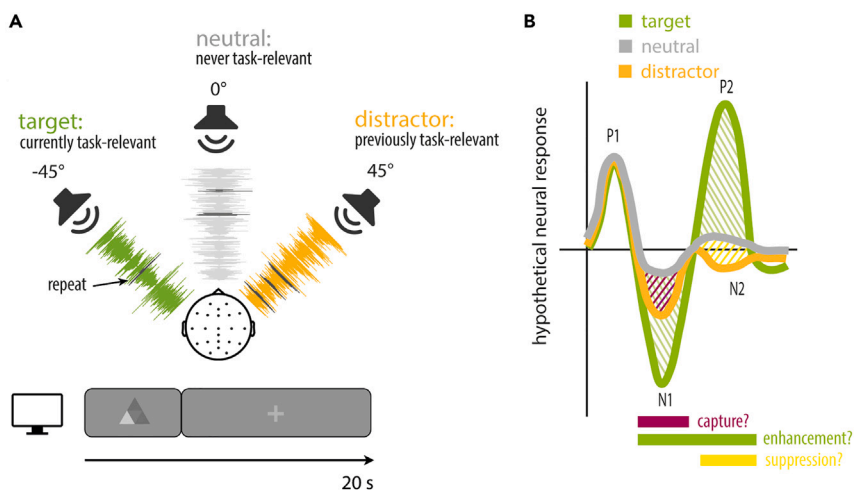 A
neutral:
never task-relevant
0°
target:
currently task-relevant
-45°
distractor:
previously task-relevant
45°
repeat
20 s
B
target
neutral
distractor
hypothetical neural response
P1
P2
N2
N1
capture?
enhancement?
suppression?